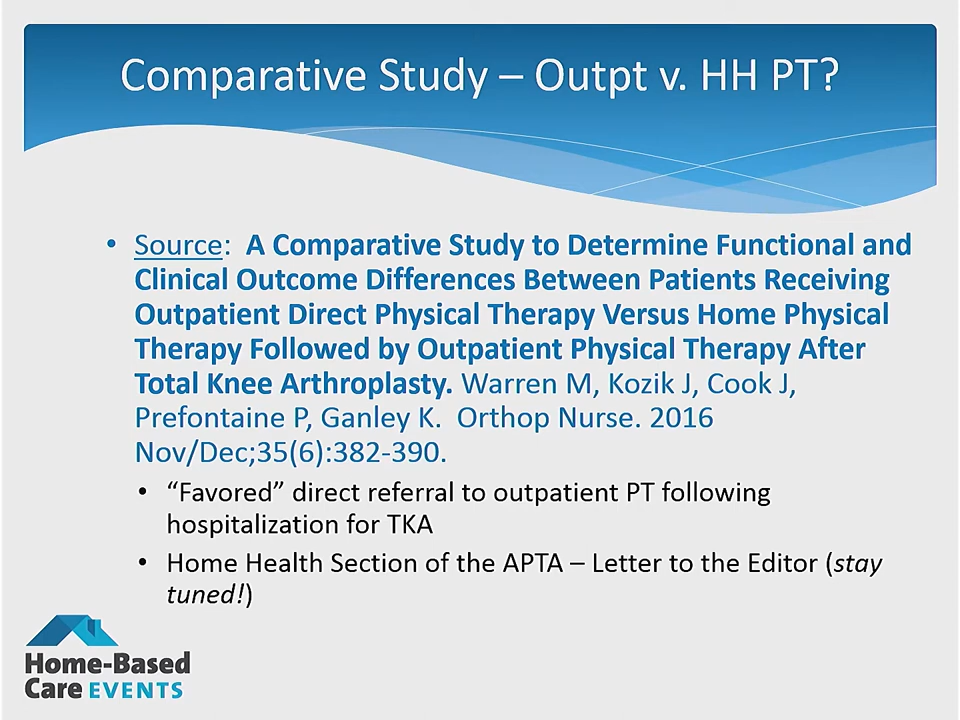 Comparative Study – Outpt v. HH PT?
• Source:  A Comparative Study to Determine Functional and
Clinical Outcome Differences Between Patients Receiving
Outpatient Direct Physical Therapy Versus Home Physical
Therapy Followed by Outpatient Physical Therapy After
Total Knee Arthroplasty. Warren M, Kozik J, Cook J,
Prefontaine P, Ganley K.  Orthop Nurse. 2016
Nov/Dec;35(6):382-390.
• “Favored” direct referral to outpatient PT following
hospitalization for TKA
• Home Health Section of the APTA – Letter to the Editor (stay
tuned!)
Home-Based
Care EVENTS